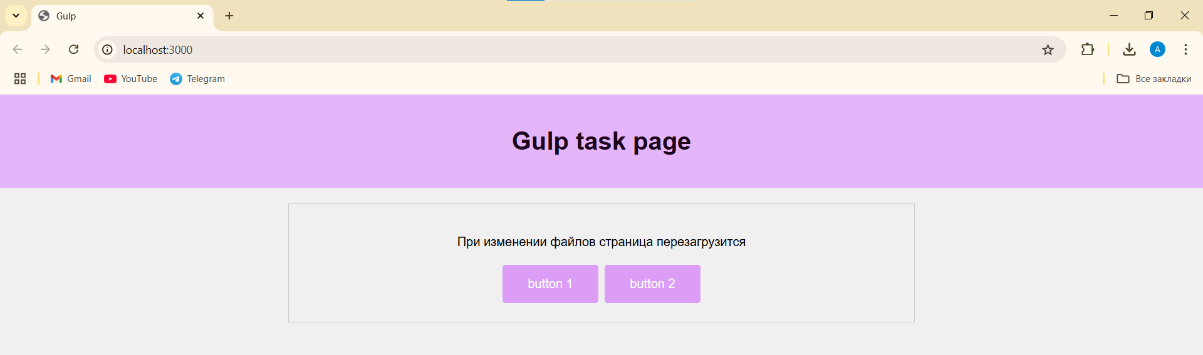 Gulp
localhost:3000
A
Gmail YouTube Telegram Все закладки
Gulp task page
При изменении файлов страница перезагрузится
button 1 button 2